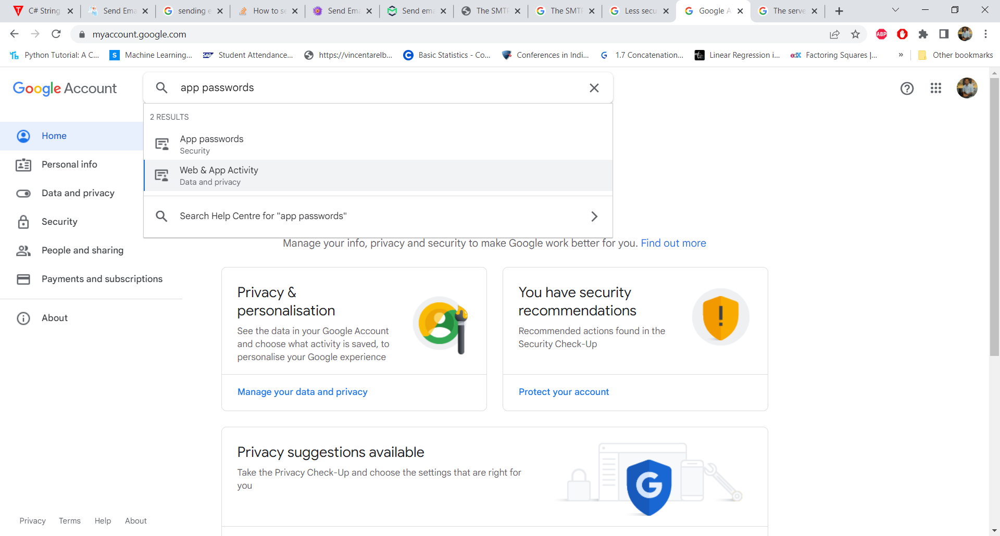 C# String
Send Ema
sending e
How to se
Send Ema
Send ema
The SMTP
The SMTP
Less secu
Google A
The serve
myaccount.google.com
ABP
Python Tutorial: A C...
S
Machine Learning...
SAP
Student Attendance...
https://vincentarelb...
C
Basic Statistics - Co...
Conferences in Indi...
G
1.7 Concatenation...
Linear Regression i...
edX
Factoring Squares |...
»
Other bookmarks
Google Account
app passwords
2 RESULTS
App passwords
Security
Web & App Activity
Data and privacy
Search Help Centre for "app passwords"
Home
Personal info
Data and privacy
Security
People and sharing
Payments and subscriptions
About
Manage your info, privacy and security to make Google work better for you. Find out more
Privacy &
personalisation
See the data in your Google Account
and choose what activity is saved, to
personalise your Google experience
Manage your data and privacy
You have security
recommendations
Recommended actions found in the
Security Check-Up
Protect your account
Privacy suggestions available
Take the Privacy Check-Up and choose the settings that are right for
you
G
Privacy Terms Help About